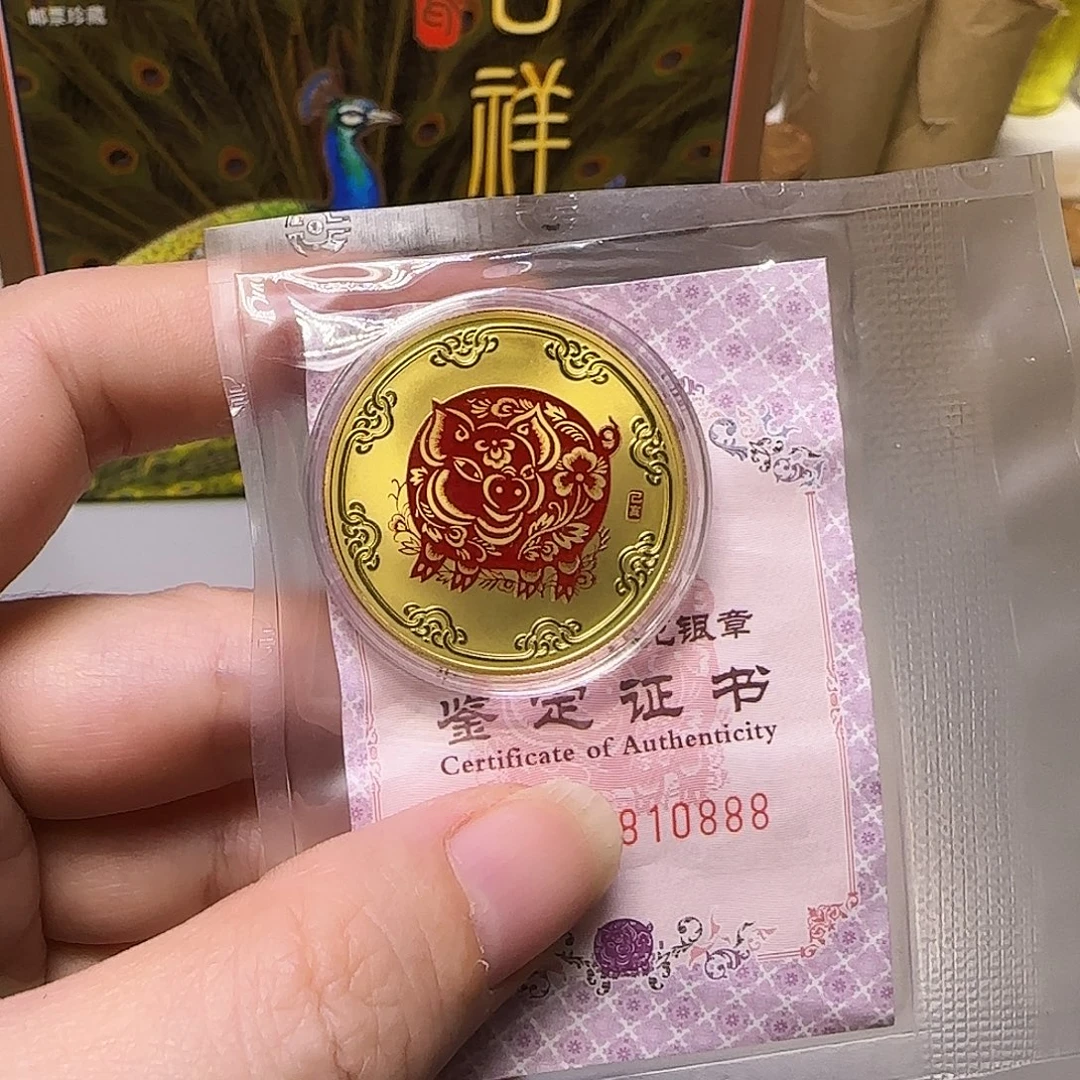 邮票珍藏
祥
己亥
银章
鉴定证书
Certificate of Authenticity
810888